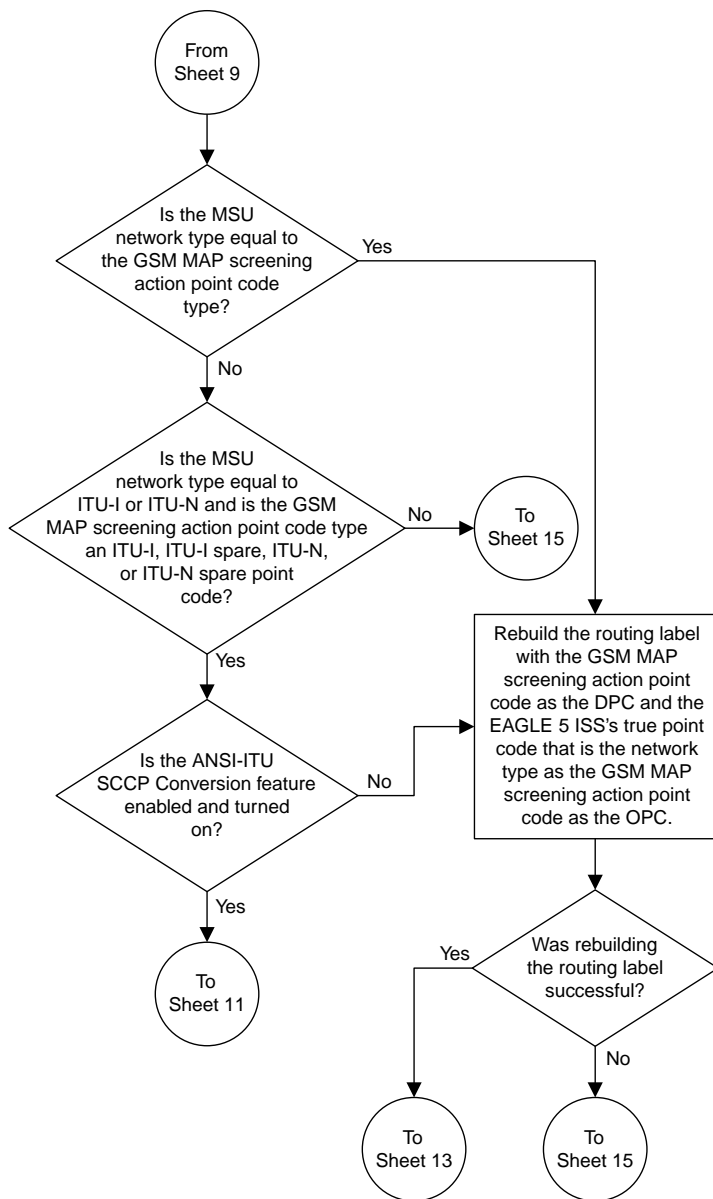 From
Sheet 9
Is the MSU
network type equal to
the GSM MAP screening
action point code
type?
Yes
No
Is the MSU
network type equal to
ITU-I or ITU-N and is the GSM
MAP screening action point code type
an ITU-I, ITU-I spare, ITU-N,
or ITU-N spare point
code?
No
To
Sheet 15
Yes
Rebuild the routing label
with the GSM MAP
screening action point
code as the DPC and the
EAGLE 5 ISS's true point
code that is the network
type as the GSM MAP
screening action point
code as the OPC.
Is the ANSI-ITU
SCCP Conversion feature
enabled and turned
on?
No
Yes
To
Sheet 11
Was rebuilding
the routing label
successful?
Yes
No
To
Sheet 13
To
Sheet 15